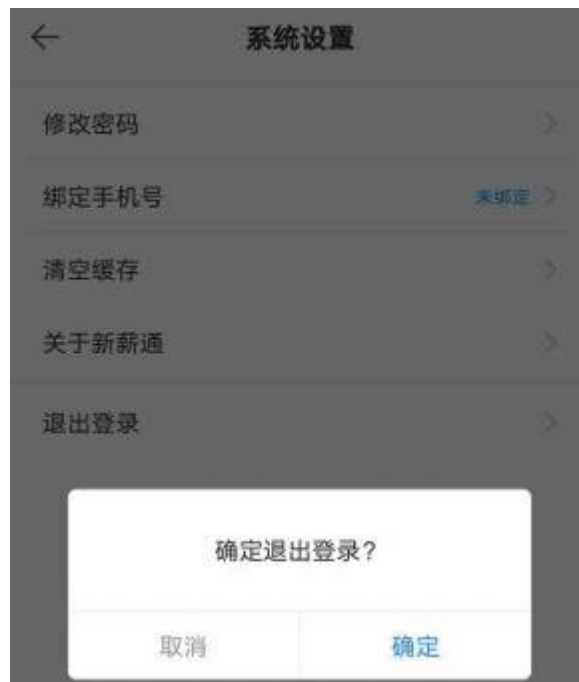 系统设置
修改密码
绑定手机号 未绑定
清空缓存
关于新薪通
退出登录
确定退出登录?
取消 确定